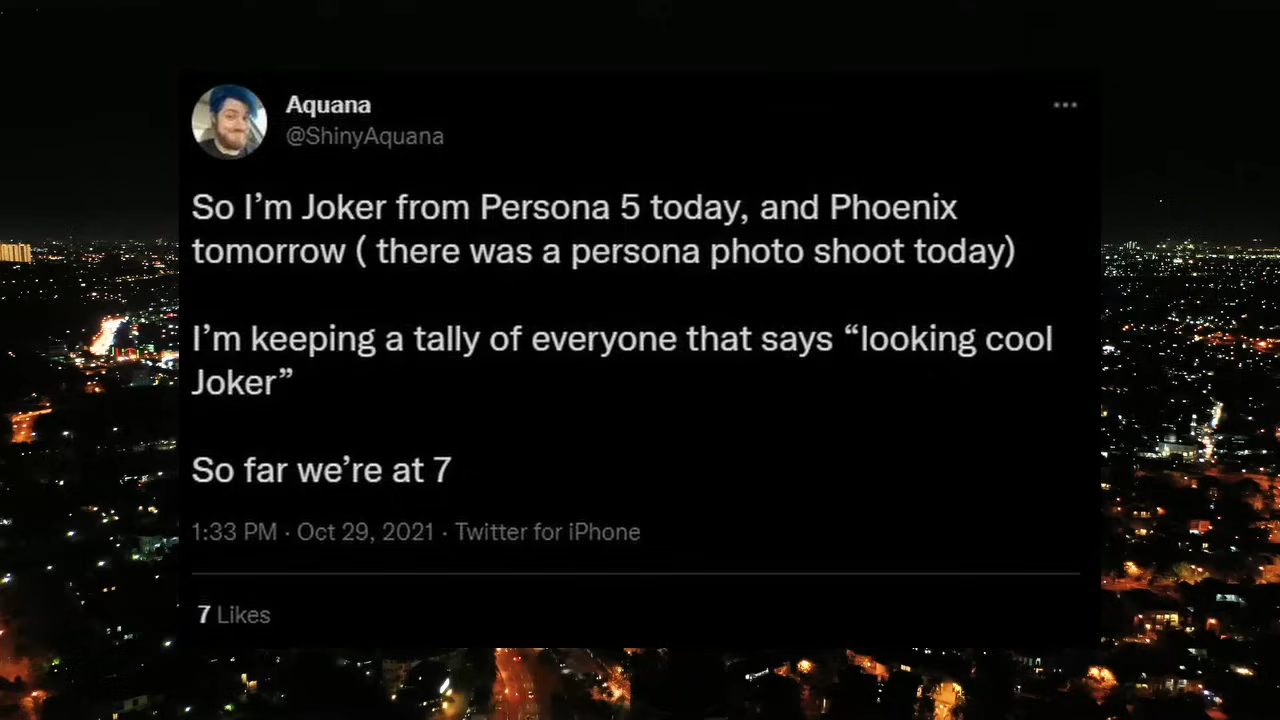 Aquana
@ShinyAquana
So I’m Joker from Persona 5 today, and Phoenix
tomorrow ( there was a persona photo shoot today)
I’m keeping a tally of everyone that says “looking cool
Joker”
So far we’re at 7
1:33 PM · Oct 29, 2021 · Twitter for iPhone
7 Likes